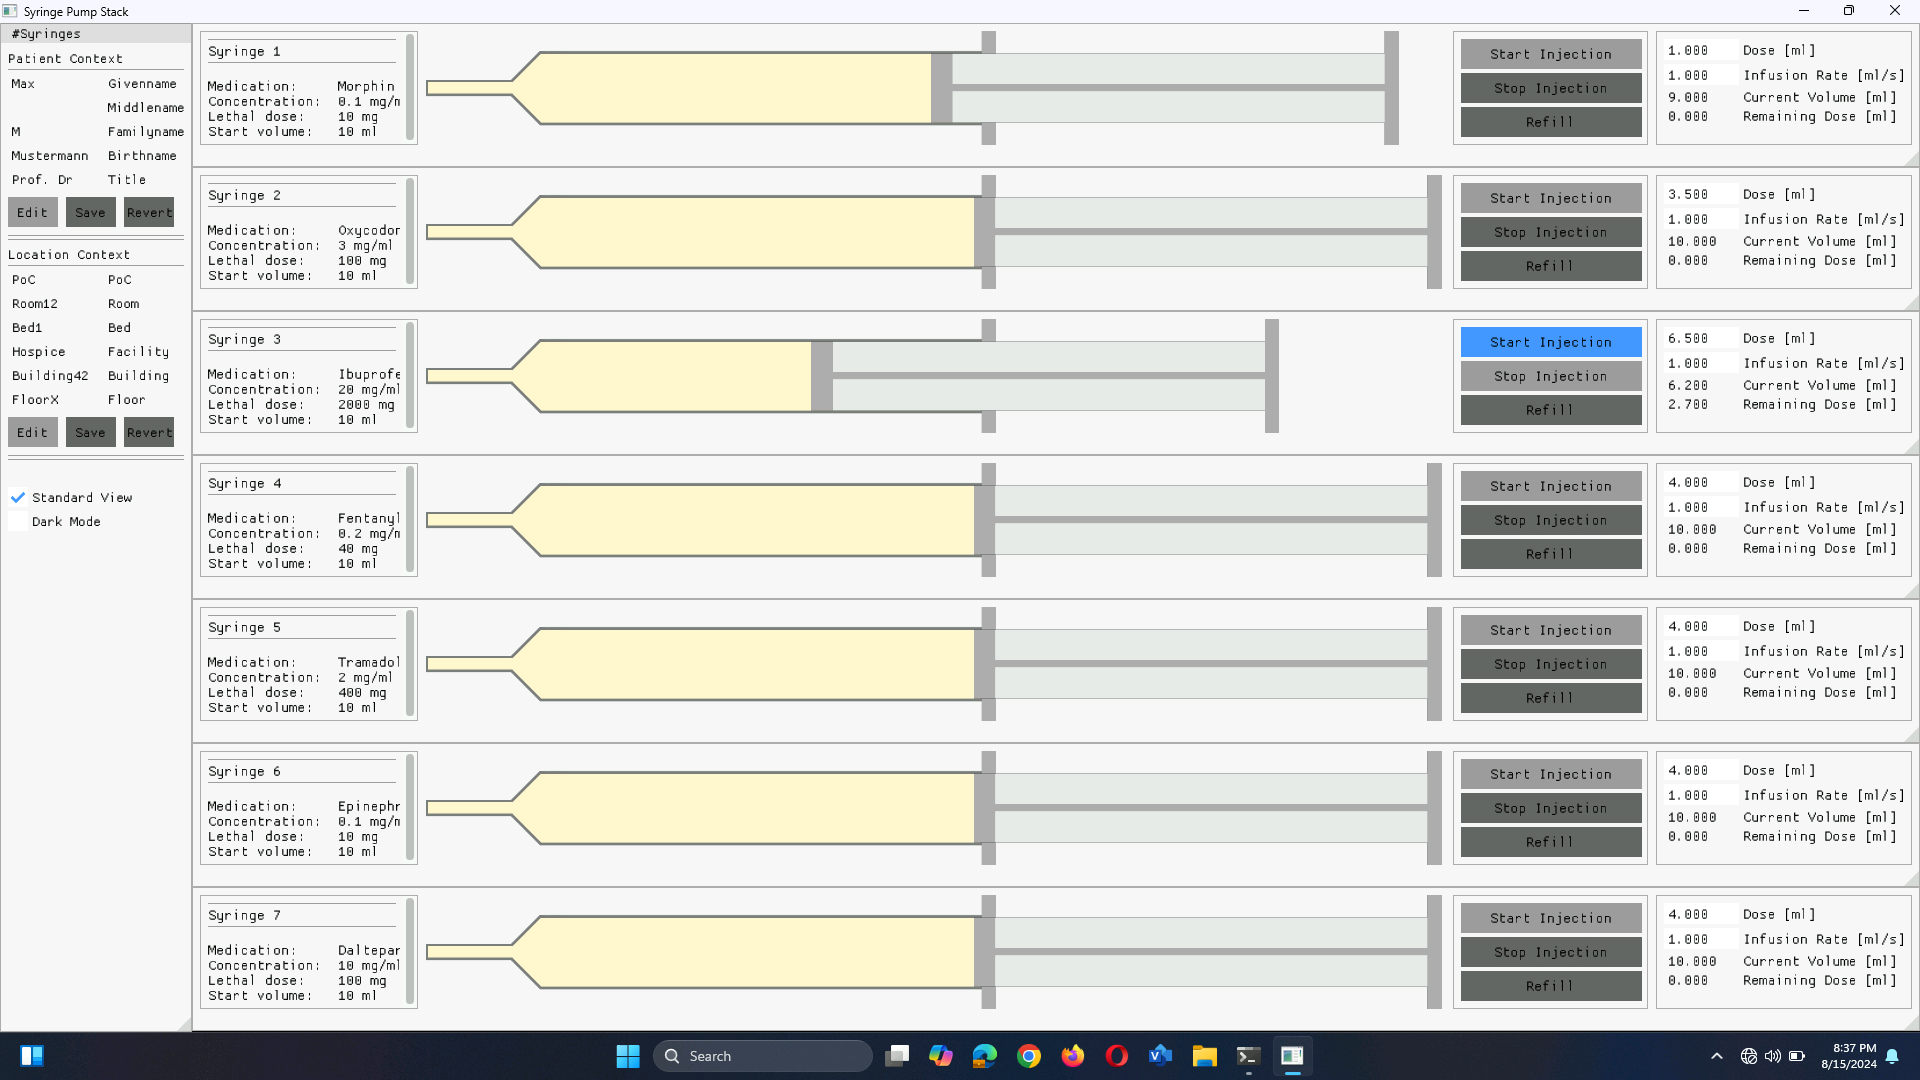 Syringe Pump Stack
#Syringes
Patient Context
Max Givenname
Middlename
M Familyname
Mustermann Birthname
Prof. Dr Title
Edit Save Revert
Location Context
PoC PoC
Room12 Room
Bed1 Bed
Hospice Facility
Building42 Building
FloorX Floor
Edit Save Revert
Standard View
Dark Mode
Syringe 1
Medication: Morphin
Concentration: 0.1 mg/m
Lethal dose: 10 mg
Start volume: 10 ml
Start Injection
Stop Injection
Refill
1.000 Dose [ml]
1.000 Infusion Rate [ml/s]
9.000 Current Volume [ml]
0.000 Remaining Dose [ml]
Syringe 2
Medication: Oxycodor
Concentration: 3 mg/ml
Lethal dose: 100 mg
Start volume: 10 ml
Start Injection
Stop Injection
Refill
3.500 Dose [ml]
1.000 Infusion Rate [ml/s]
10.000 Current Volume [ml]
0.000 Remaining Dose [ml]
Syringe 3
Medication: Ibuprofe
Concentration: 20 mg/ml
Lethal dose: 2000 mg
Start volume: 10 ml
Start Injection
Stop Injection
Refill
6.500 Dose [ml]
1.000 Infusion Rate [ml/s]
6.200 Current Volume [ml]
2.700 Remaining Dose [ml]
Syringe 4
Medication: Fentanyl
Concentration: 0.2 mg/m
Lethal dose: 40 mg
Start volume: 10 ml
Start Injection
Stop Injection
Refill
4.000 Dose [ml]
1.000 Infusion Rate [ml/s]
10.000 Current Volume [ml]
0.000 Remaining Dose [ml]
Syringe 5
Medication: Tramadol
Concentration: 2 mg/ml
Lethal dose: 400 mg
Start volume: 10 ml
Start Injection
Stop Injection
Refill
4.000 Dose [ml]
1.000 Infusion Rate [ml/s]
10.000 Current Volume [ml]
0.000 Remaining Dose [ml]
Syringe 6
Medication: Epinephr
Concentration: 0.1 mg/m
Lethal dose: 10 mg
Start volume: 10 ml
Start Injection
Stop Injection
Refill
4.000 Dose [ml]
1.000 Infusion Rate [ml/s]
10.000 Current Volume [ml]
0.000 Remaining Dose [ml]
Syringe 7
Medication: Daltepar
Concentration: 10 mg/ml
Lethal dose: 100 mg
Start volume: 10 ml
Start Injection
Stop Injection
Refill
4.000 Dose [ml]
1.000 Infusion Rate [ml/s]
10.000 Current Volume [ml]
0.000 Remaining Dose [ml]
Search
8:37 PM
8/15/2024